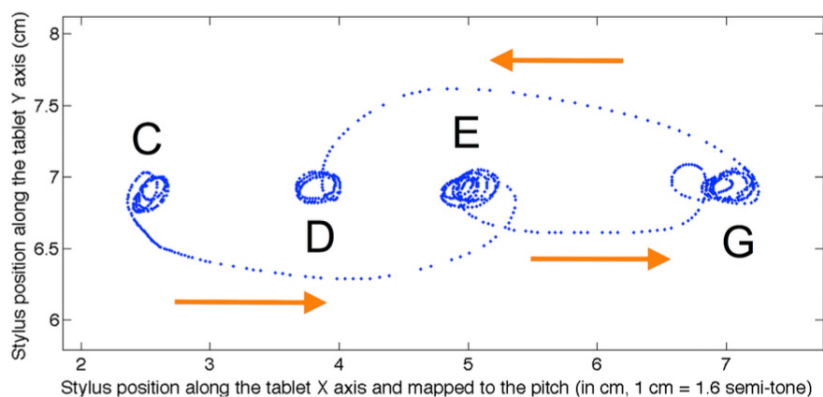 Stylus position along the tablet Y axis (cm)
8
7.5
7
6.5
6
C
D
E
G
2
3
4
5
6
7
Stylus position along the tablet X axis and mapped to the pitch (in cm, 1 cm = 1.6 semi-tone)